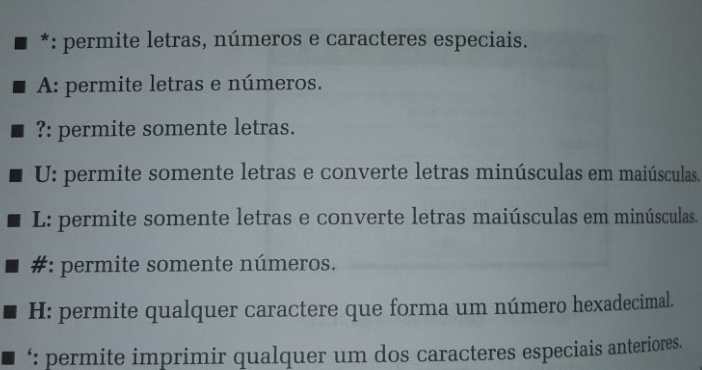 ■ *: permite letras, números e caracteres especiais.
■ A: permite letras e números.
■ ?: permite somente letras.
■ U: permite somente letras e converte letras minúsculas em maiúsculas.
■ L: permite somente letras e converte letras maiúsculas em minúsculas.
■ #: permite somente números.
■ H: permite qualquer caractere que forma um número hexadecimal.
■ ‘: permite imprimir qualquer um dos caracteres especiais anteriores.